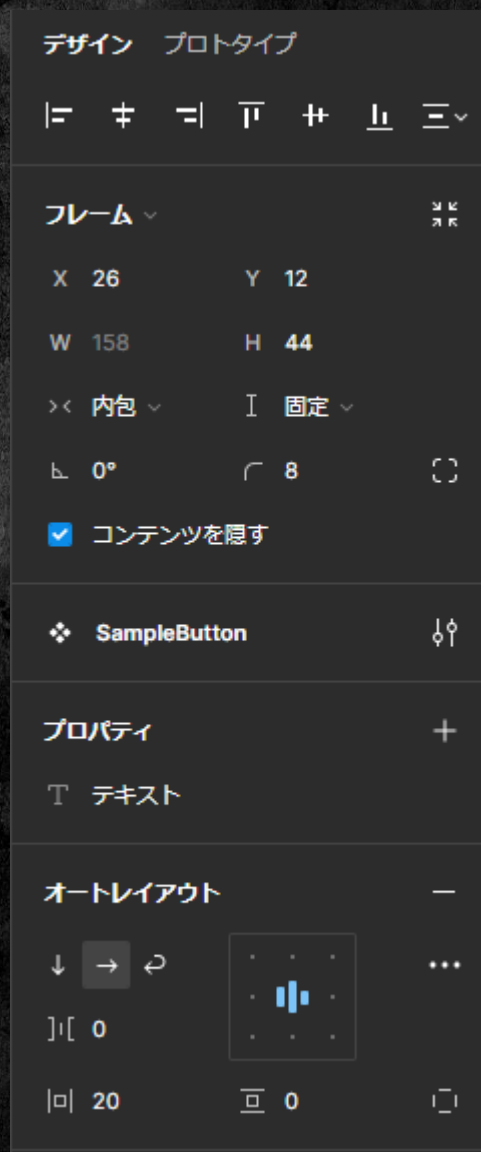 デザイン プロトタイプ
フレーム
X 26 Y 12
W 158 H 44
内包 固定
0° 8
コンテンツを隠す
SampleButton
プロパティ
T テキスト
オートレイアウト
0
20 0